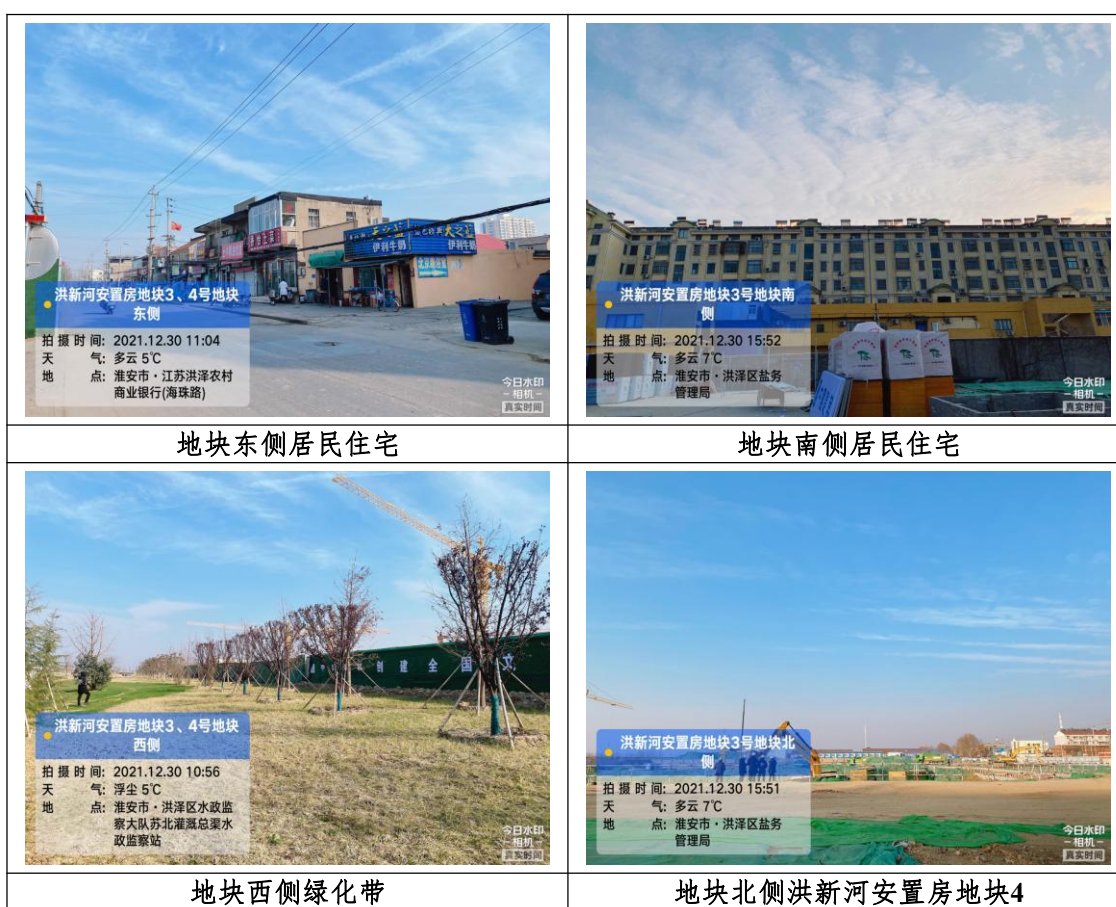 天之蓝
伊利牛奶
天之蓝
伊利牛奶
洪新河安置房地块3、4号地块
东侧
拍摄时间: 2021.12.30 11:04
天 气: 多云 5℃
地 点: 淮安市·江苏洪泽农村
商业银行(海珠路)
今日水印
-相机-
真实时间
洪新河安置房地块3号地块南
侧
拍摄时间: 2021.12.30 15:52
天 气: 多云 7℃
地 点: 淮安市·洪泽区盐务
管理局
今日水印
-相机-
真实时间
地块东侧居民住宅
地块南侧居民住宅
创建全国文
洪新河安置房地块3、4号地块
西侧
拍摄时间: 2021.12.30 10:56
天 气: 浮尘 5℃
地 点: 淮安市·洪泽区水政监
察大队苏北灌溉总渠水
政监察站
今日水印
-相机-
真实时间
洪新河安置房地块3号地块北
侧
拍摄时间: 2021.12.30 15:51
天 气: 多云 7℃
地 点: 淮安市·洪泽区盐务
管理局
今日水印
-相机-
真实时间
地块西侧绿化带
地块北侧洪新河安置房地块4